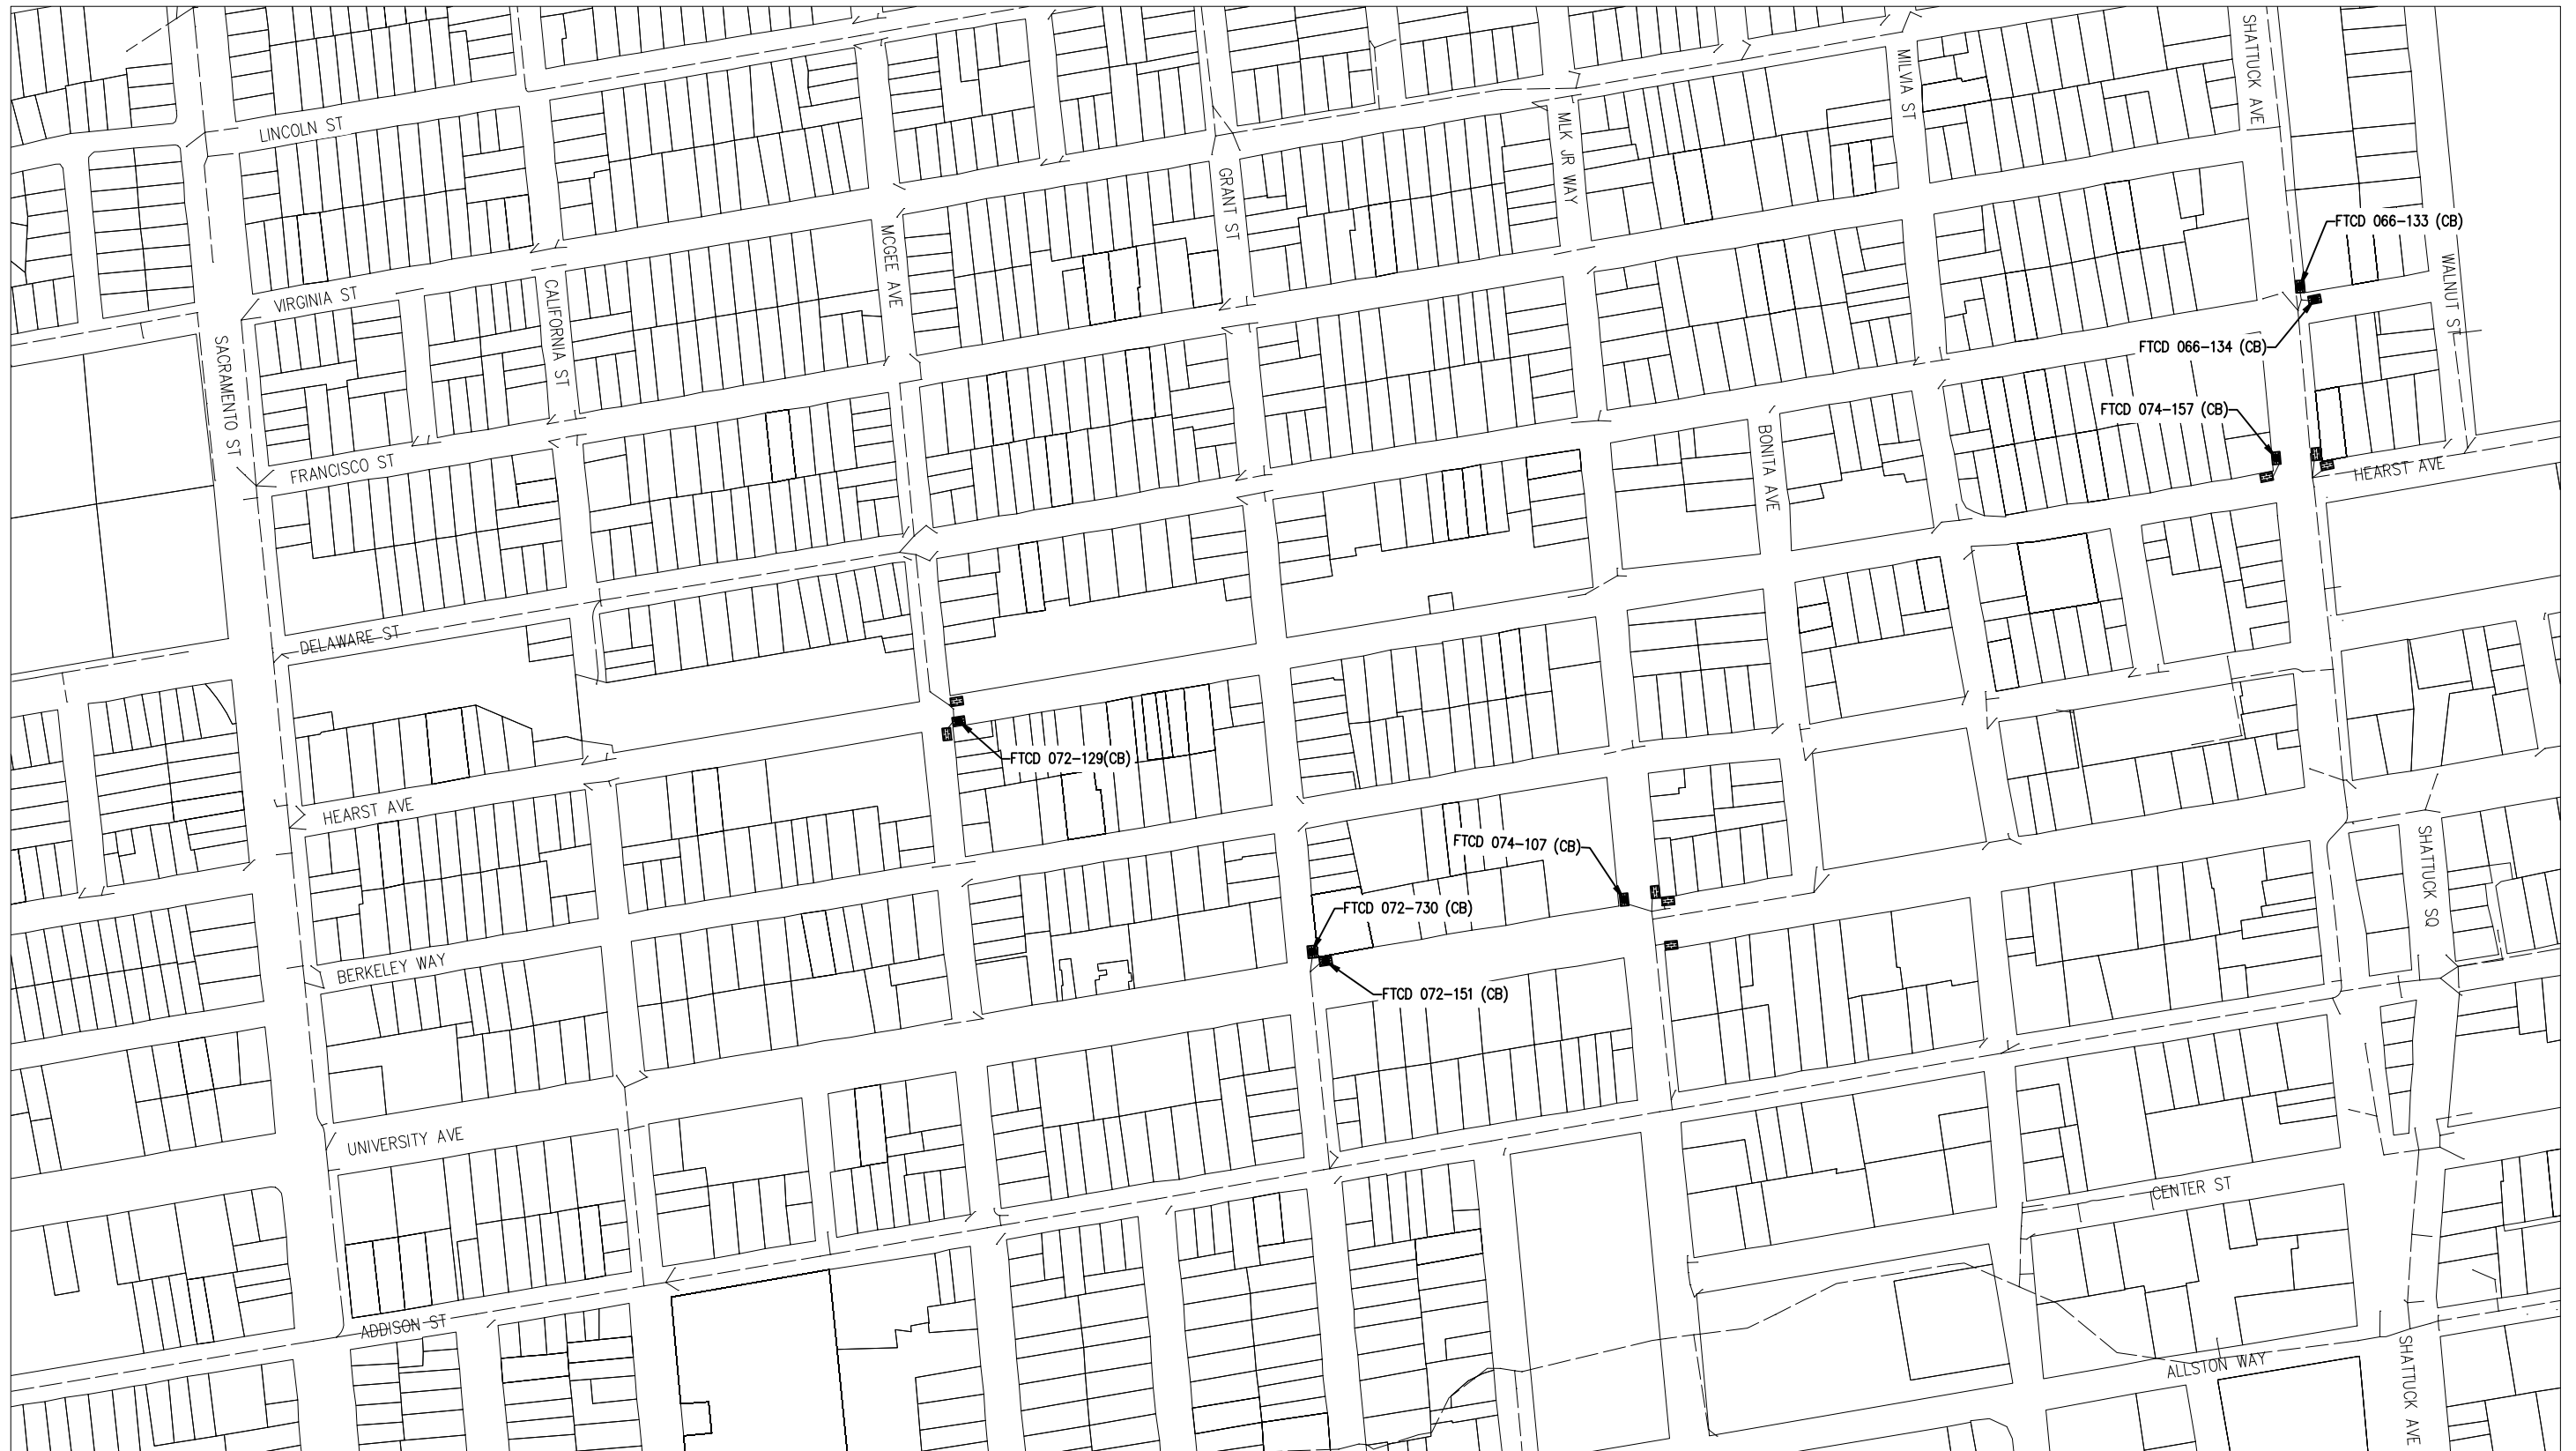 SHATTUCK AVE
MILVIA ST
LINCOLN ST
MLK JR WAY
GRANT ST
FTCD 066-133 (CB)
MCGEE AVE
WALNUT ST
VIRGINIA ST
CALIFORNIA ST
SACRAMENTO ST
FTCD 066-134 (CB)
FTCD 074-157 (CB)
BONITA AVE
FRANCISCO ST
HEARST AVE
DELAWARE ST
FTCD 072-129(CB)
HEARST AVE
FTCD 074-107 (CB)
SHATTUCK SQ
FTCD 072-730 (CB)
BERKELEY WAY
FTCD 072-151 (CB)
UNIVERSITY AVE
CENTER ST
ADDISON ST
ALLSTON WAY
SHATTUCK AVE